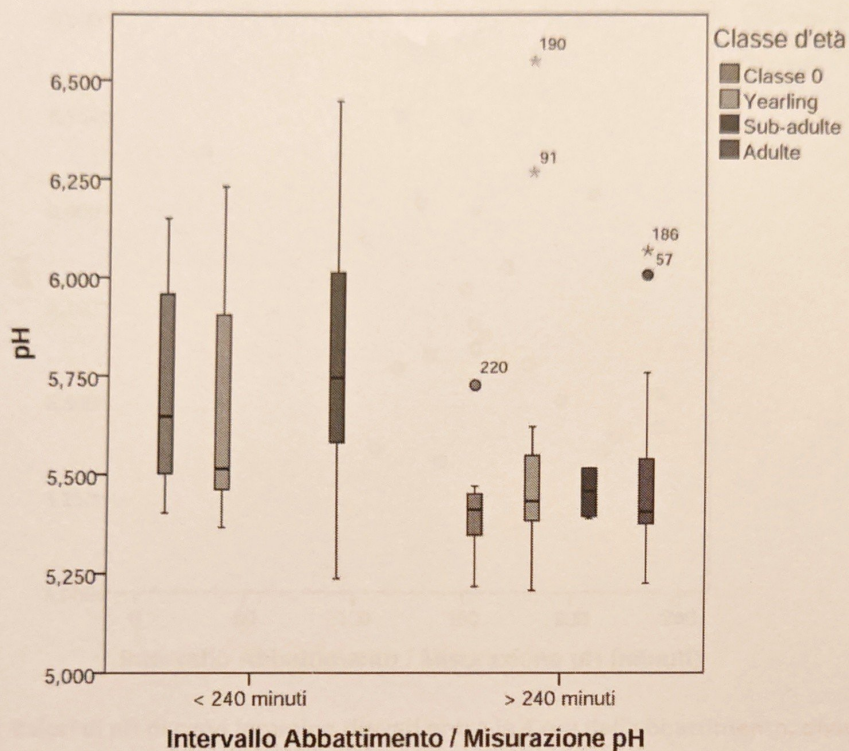 Classe d'età
Classe 0
Yearling
Sub-adulte
Adulte
pH
6,500
6,250
6,000
5,750
5,500
5,250
5,000
190
91
186
57
220
< 240 minuti
> 240 minuti
Intervallo Abbattimento / Misurazione pH